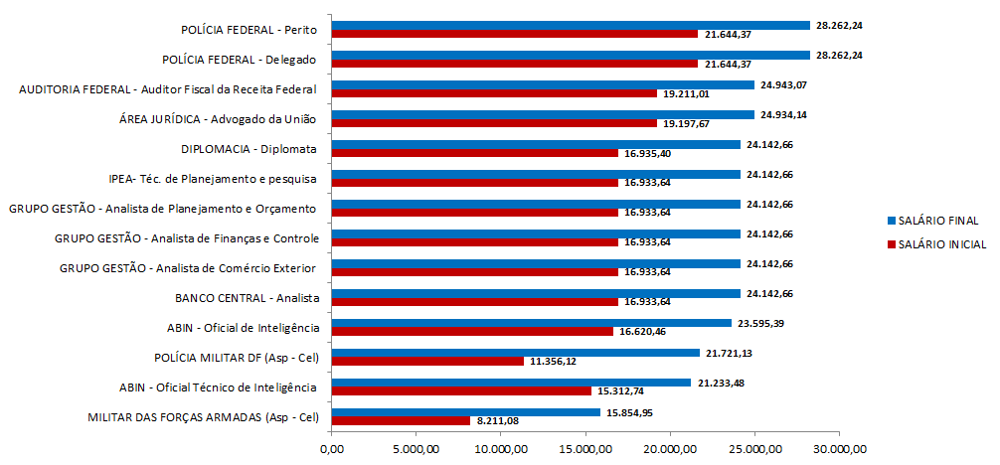 POLÍCIA FEDERAL - Perito
28.262,24
21.644,37
POLÍCIA FEDERAL - Delegado
28.262,24
21.644,37
AUDITORIA FEDERAL - Auditor Fiscal da Receita Federal
24.943,07
19.211,01
ÁREA JURÍDICA - Advogado da União
24.934,14
19.197,67
DIPLOMACIA - Diplomata
24.142,66
16.935,40
IPEA- Téc. de Planejamento e pesquisa
24.142,66
16.933,64
GRUPO GESTÃO - Analista de Planejamento e Orçamento
24.142,66
16.933,64
GRUPO GESTÃO - Analista de Finanças e Controle
24.142,66
16.933,64
GRUPO GESTÃO - Analista de Comércio Exterior
24.142,66
16.933,64
BANCO CENTRAL - Analista
24.142,66
16.933,64
ABIN - Oficial de Inteligência
23.595,39
16.620,46
POLÍCIA MILITAR DF (Asp - Cel)
21.721,13
11.356,12
ABIN - Oficial Técnico de Inteligência
21.233,48
15.312,74
MILITAR DAS FORÇAS ARMADAS (Asp - Cel)
15.854,95
8.211,08
0,00 5.000,00 10.000,00 15.000,00 20.000,00 25.000,00 30.000,00
SALÁRIO FINAL
SALÁRIO INICIAL